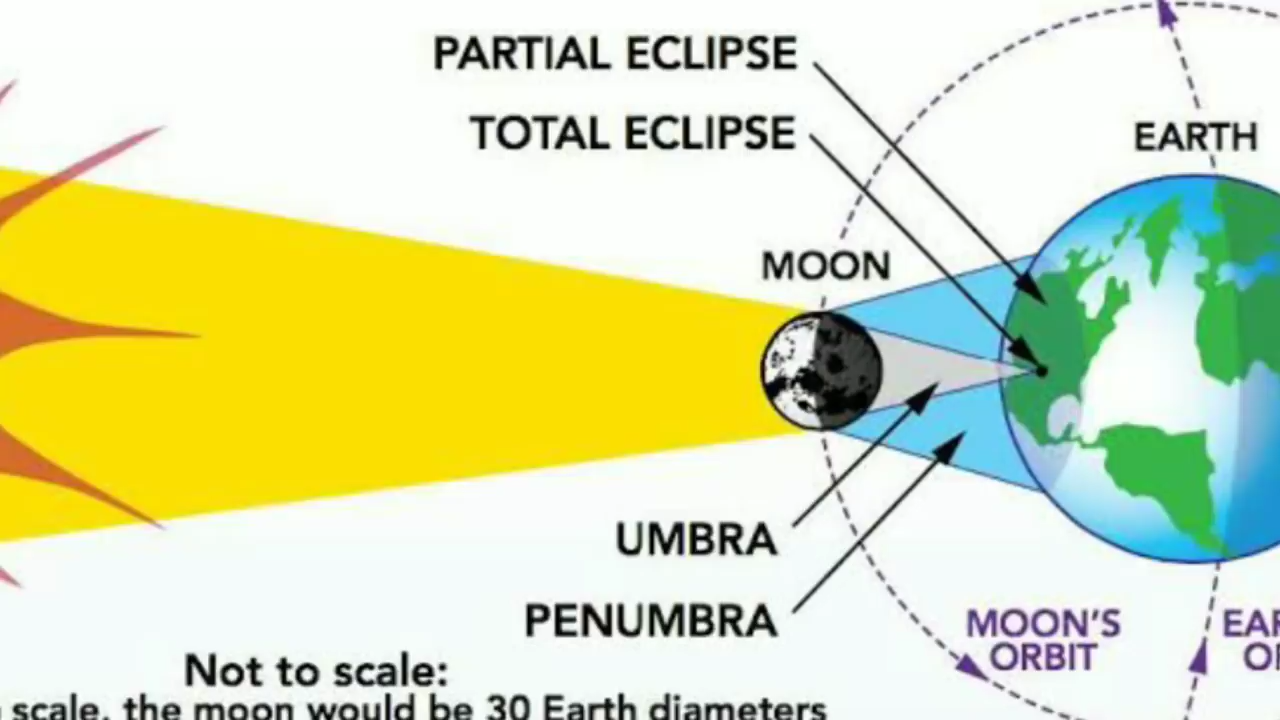 PARTIAL ECLIPSE
TOTAL ECLIPSE
EARTH
MOON
UMBRA
PENUMBRA
MOON'S
ORBIT
Not to scale:
scale, the moon would be 30 Earth diameters